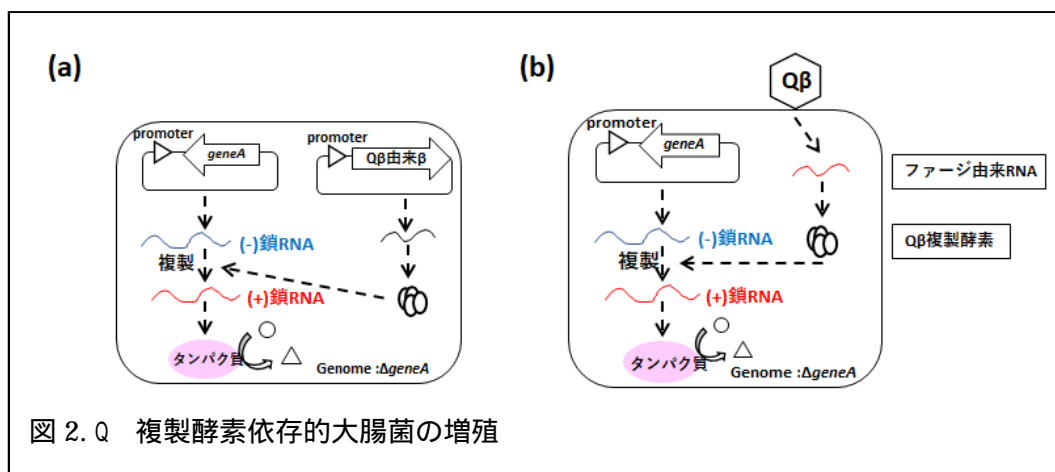 (a)
promoter
geneA
promoter
Qβ由来β
(-)鎖RNA
複製
(+)鎖RNA
タンパク質
Genome :ΔgeneA
(b)
Qβ
promoter
geneA
ファージ由来RNA
(-)鎖RNA
複製
Qβ複製酵素
(+)鎖RNA
タンパク質
Genome :ΔgeneA
図 2. Q 複製酵素依存的大腸菌の増殖